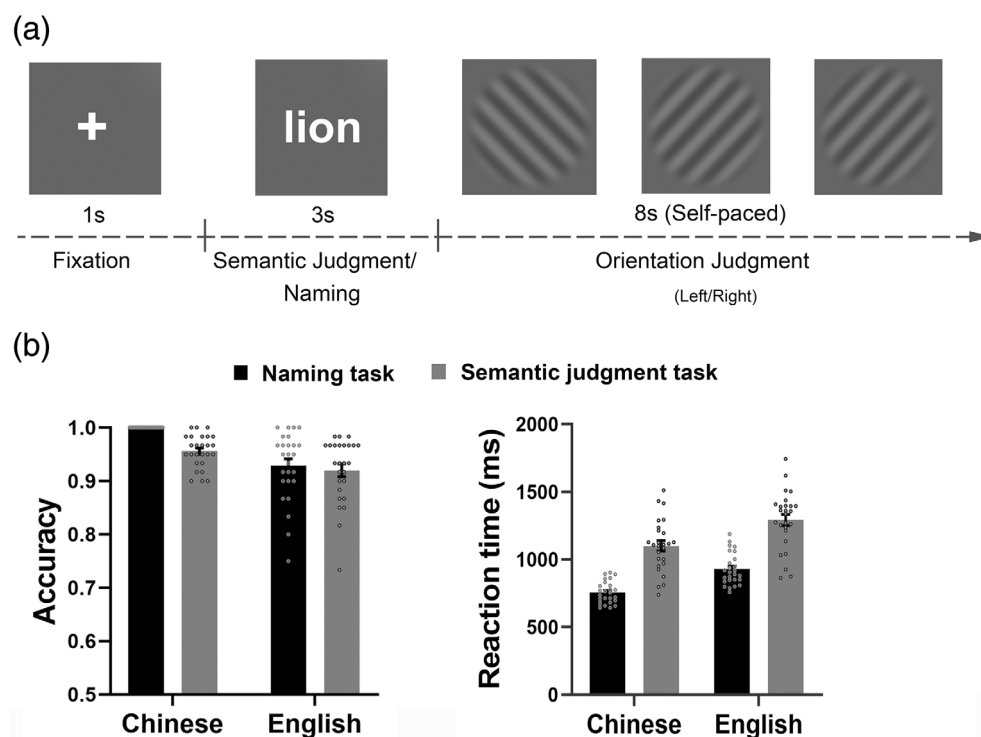 (a)
+
lion
1s
3s
8s (Self-paced)
Fixation
Semantic Judgment/
Naming
Orientation Judgment
(Left/Right)
(b)
Naming task
Semantic judgment task
Accuracy
1.0
0.9
0.8
0.9
0.6
0.5
Chinese
English
Reaction time (ms)
2000
1500
1000
500
0
Chinese
English